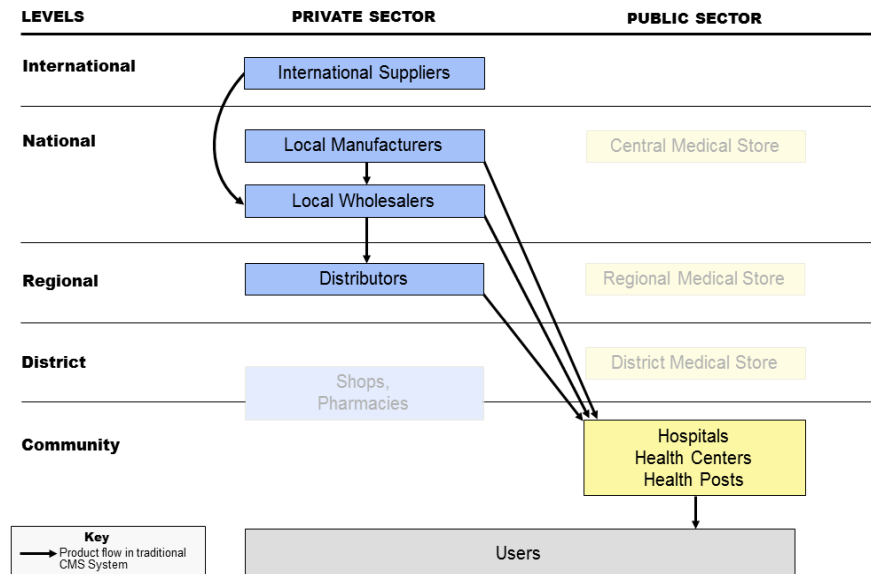 LEVELS
PRIVATE SECTOR
PUBLIC SECTOR
International
International Suppliers
National
Local Manufacturers
Central Medical Store
Local Wholesalers
Regional
Distributors
Regional Medical Store
District
District Medical Store
Shops,
Pharmacies
Community
Hospitals
Health Centers
Health Posts
Key
Product flow in traditional
CMS System
Users